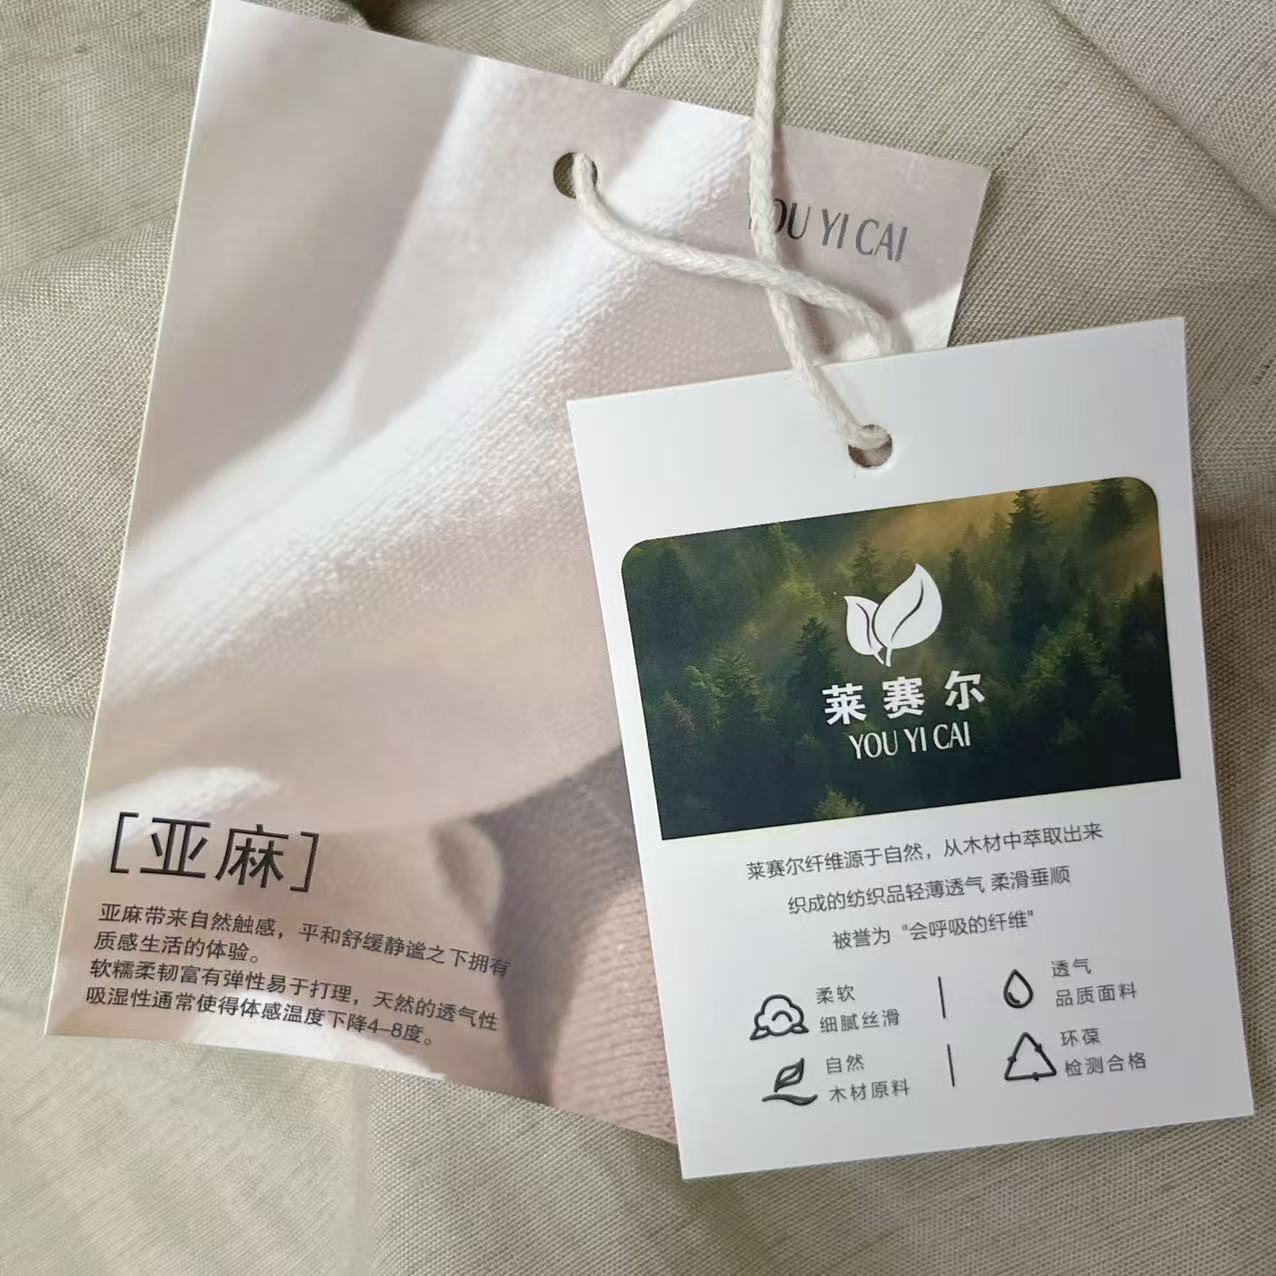 YOU YI CAI
[亚麻]
亚麻带来自然触感，平和舒缓静谧之下拥有
质感生活的体验。
软糯柔韧富有弹性易于打理，天然的透气性
吸湿性通常使得体感温度下降4-8度。
莱赛尔
YOU YI CAI
莱赛尔纤维源于自然，从木材中萃取出来
织成的纺织品轻薄透气 柔滑垂顺
被誉为“会呼吸的纤维”
柔软
细腻丝滑
透气
品质面料
自然
木材原料
环葆
检测合格